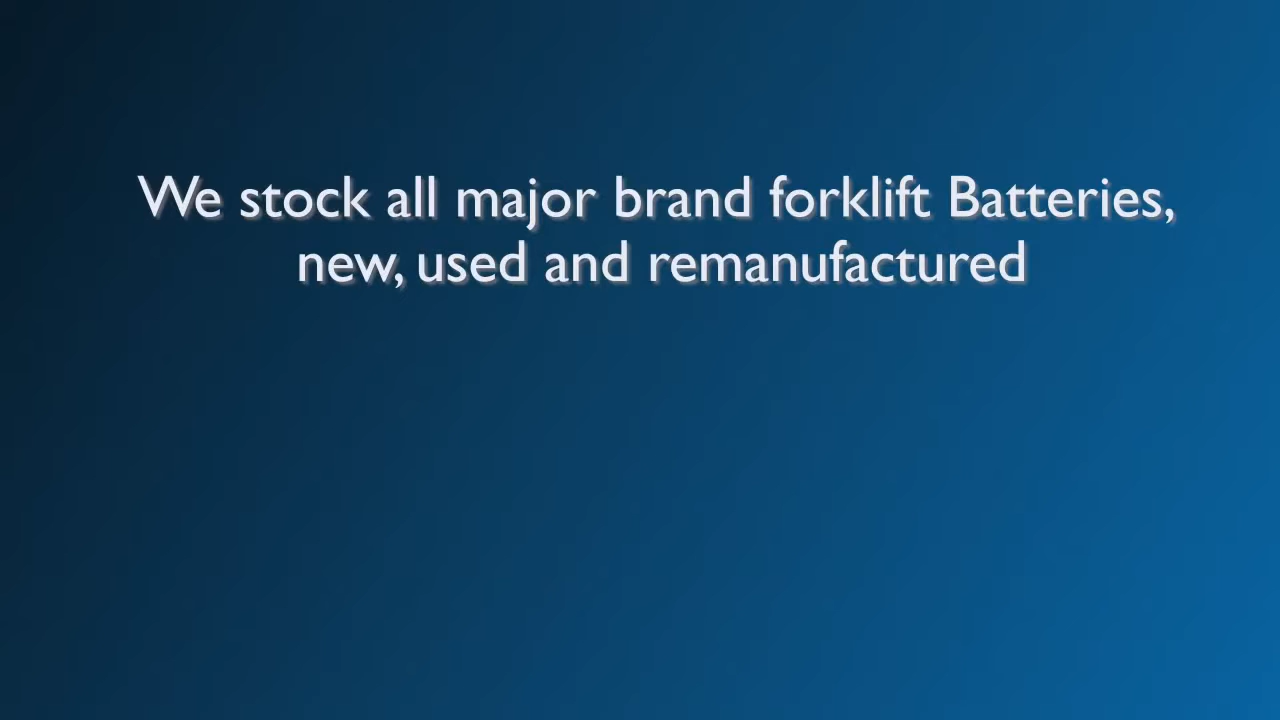 We stock all major brand forklift Batteries,
new, used and remanufactured